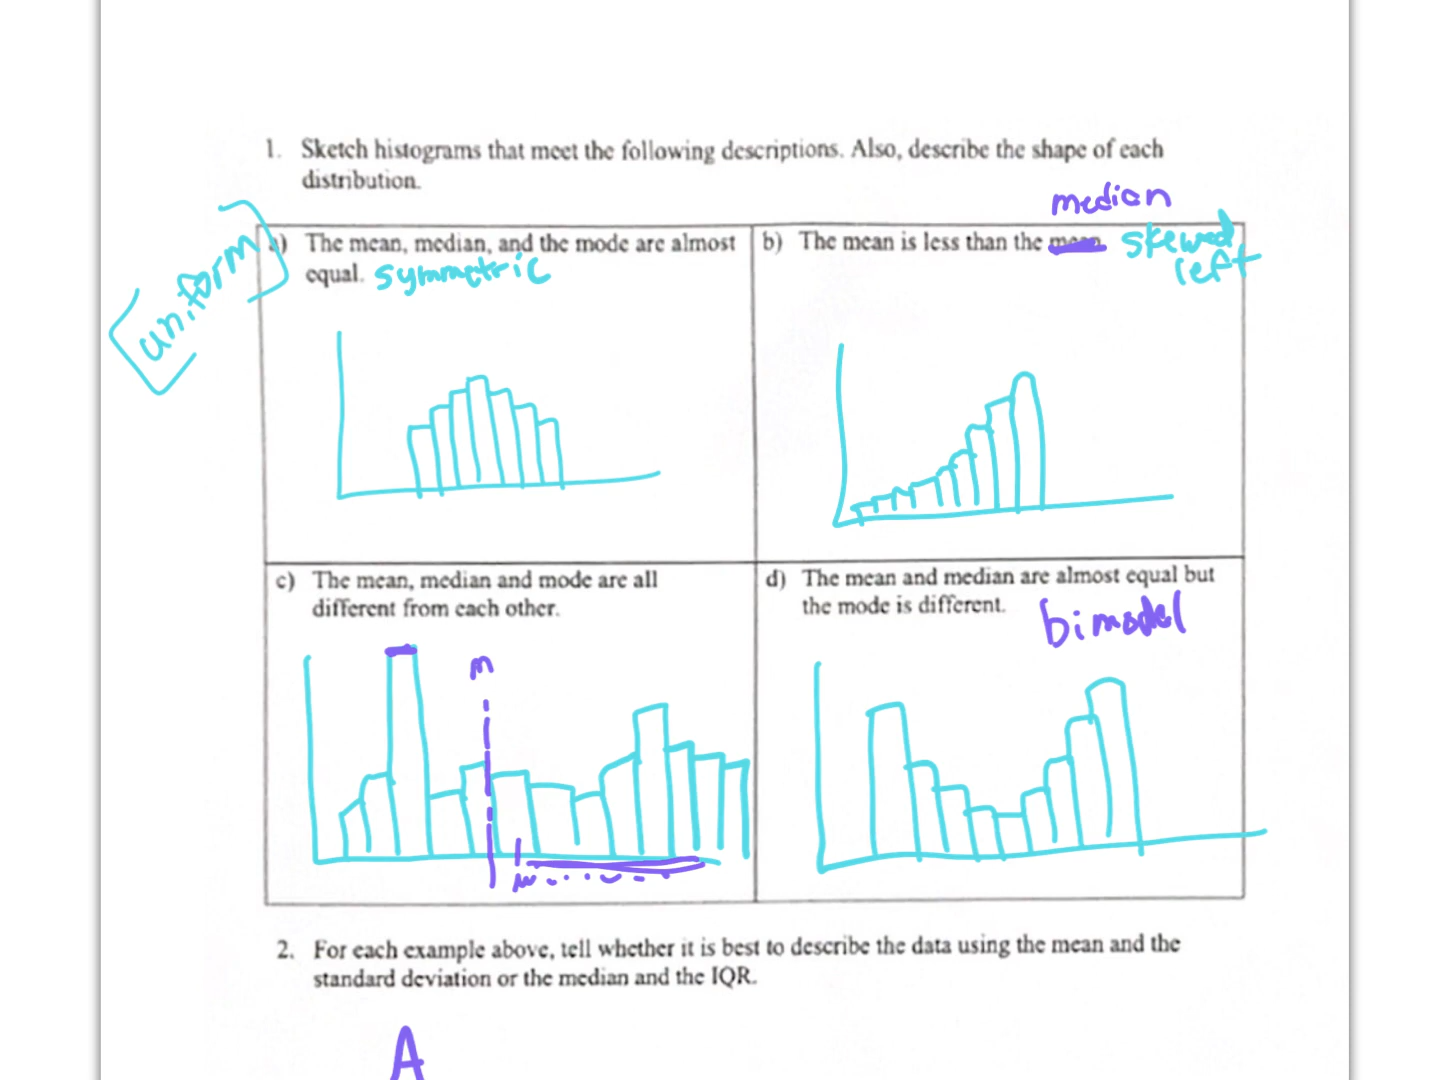 1. Sketch histograms that meet the following descriptions. Also, describe the shape of each
distribution.
median
[uniform]
a) The mean, median, and the mode are almost
equal. symmetric
b) The mean is less than the mean. skewed
left
c) The mean, median and mode are all
different from each other.
d) The mean and median are almost equal but
the mode is different.
bimodal
m
2. For each example above, tell whether it is best to describe the data using the mean and the
standard deviation or the median and the IQR.
A